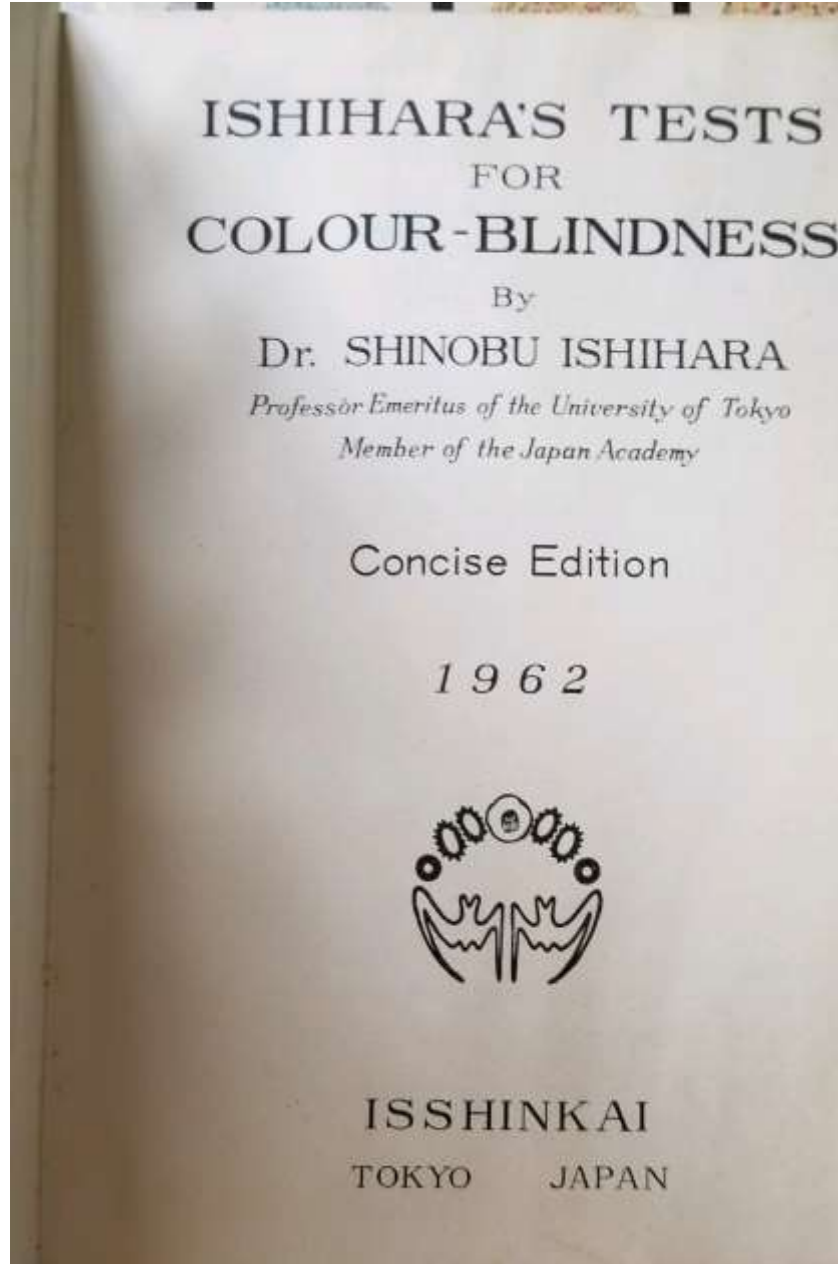 ISHIHARA'S TESTS
FOR
COLOUR-BLINDNESS
By
Dr. SHINOBU ISHIHARA
Professor Emeritus of the University of Tokyo
Member of the Japan Academy
Concise Edition
1962
ISSHINKAI
TOKYO JAPAN